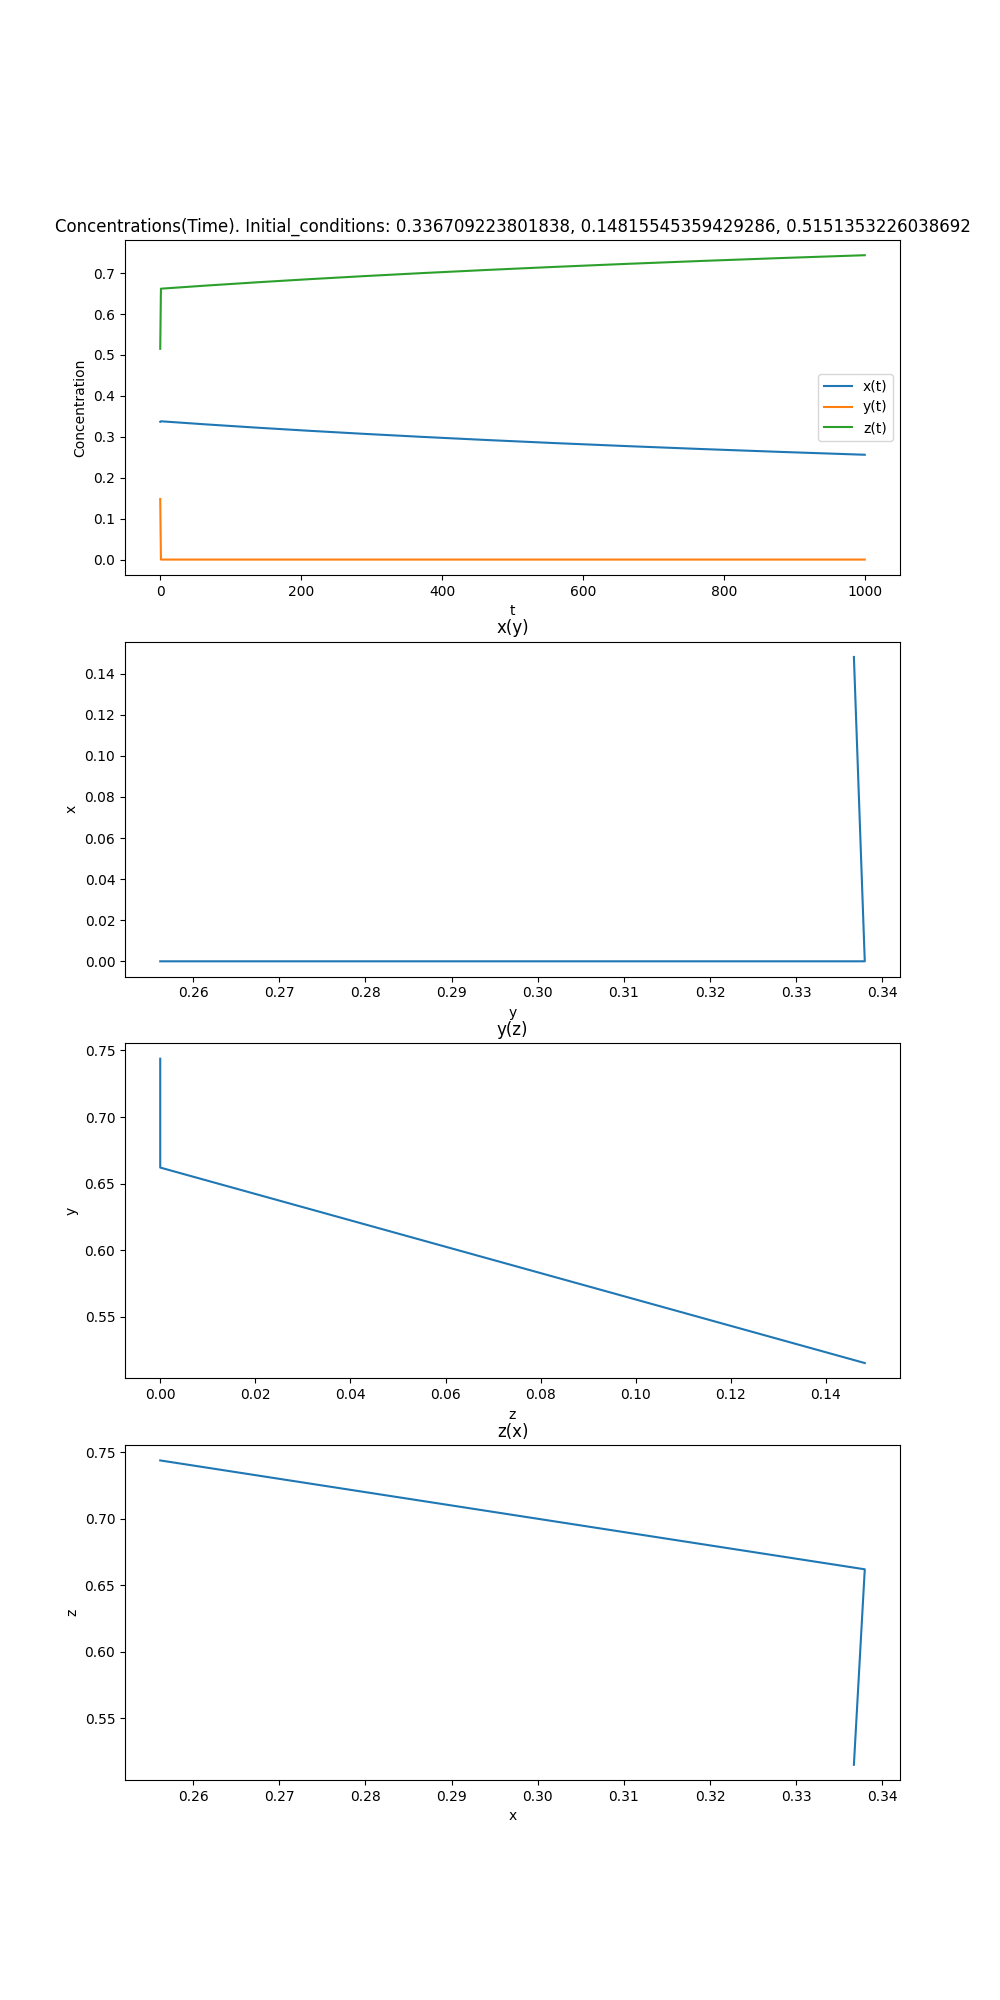 Concentrations(Time). Initial_conditions: 0.336709223801838, 0.14815545359429286, 0.5151353226038692
0.7
0.6
0.5
0.4
0.3
0.2
0.1
0.0
Concentration
x(t)
y(t)
z(t)
0 200 400 600 800 1000
t
x(y)
0.14
0.12
0.10
0.08
0.06
0.04
0.02
0.00
x
0.26 0.27 0.28 0.29 0.30 0.31 0.32 0.33 0.34
y
y(z)
0.75
0.70
0.65
0.60
0.55
y
0.00 0.02 0.04 0.06 0.08 0.10 0.12 0.14
z
z(x)
0.75
0.70
0.65
0.60
0.55
z
0.26 0.27 0.28 0.29 0.30 0.31 0.32 0.33 0.34
x